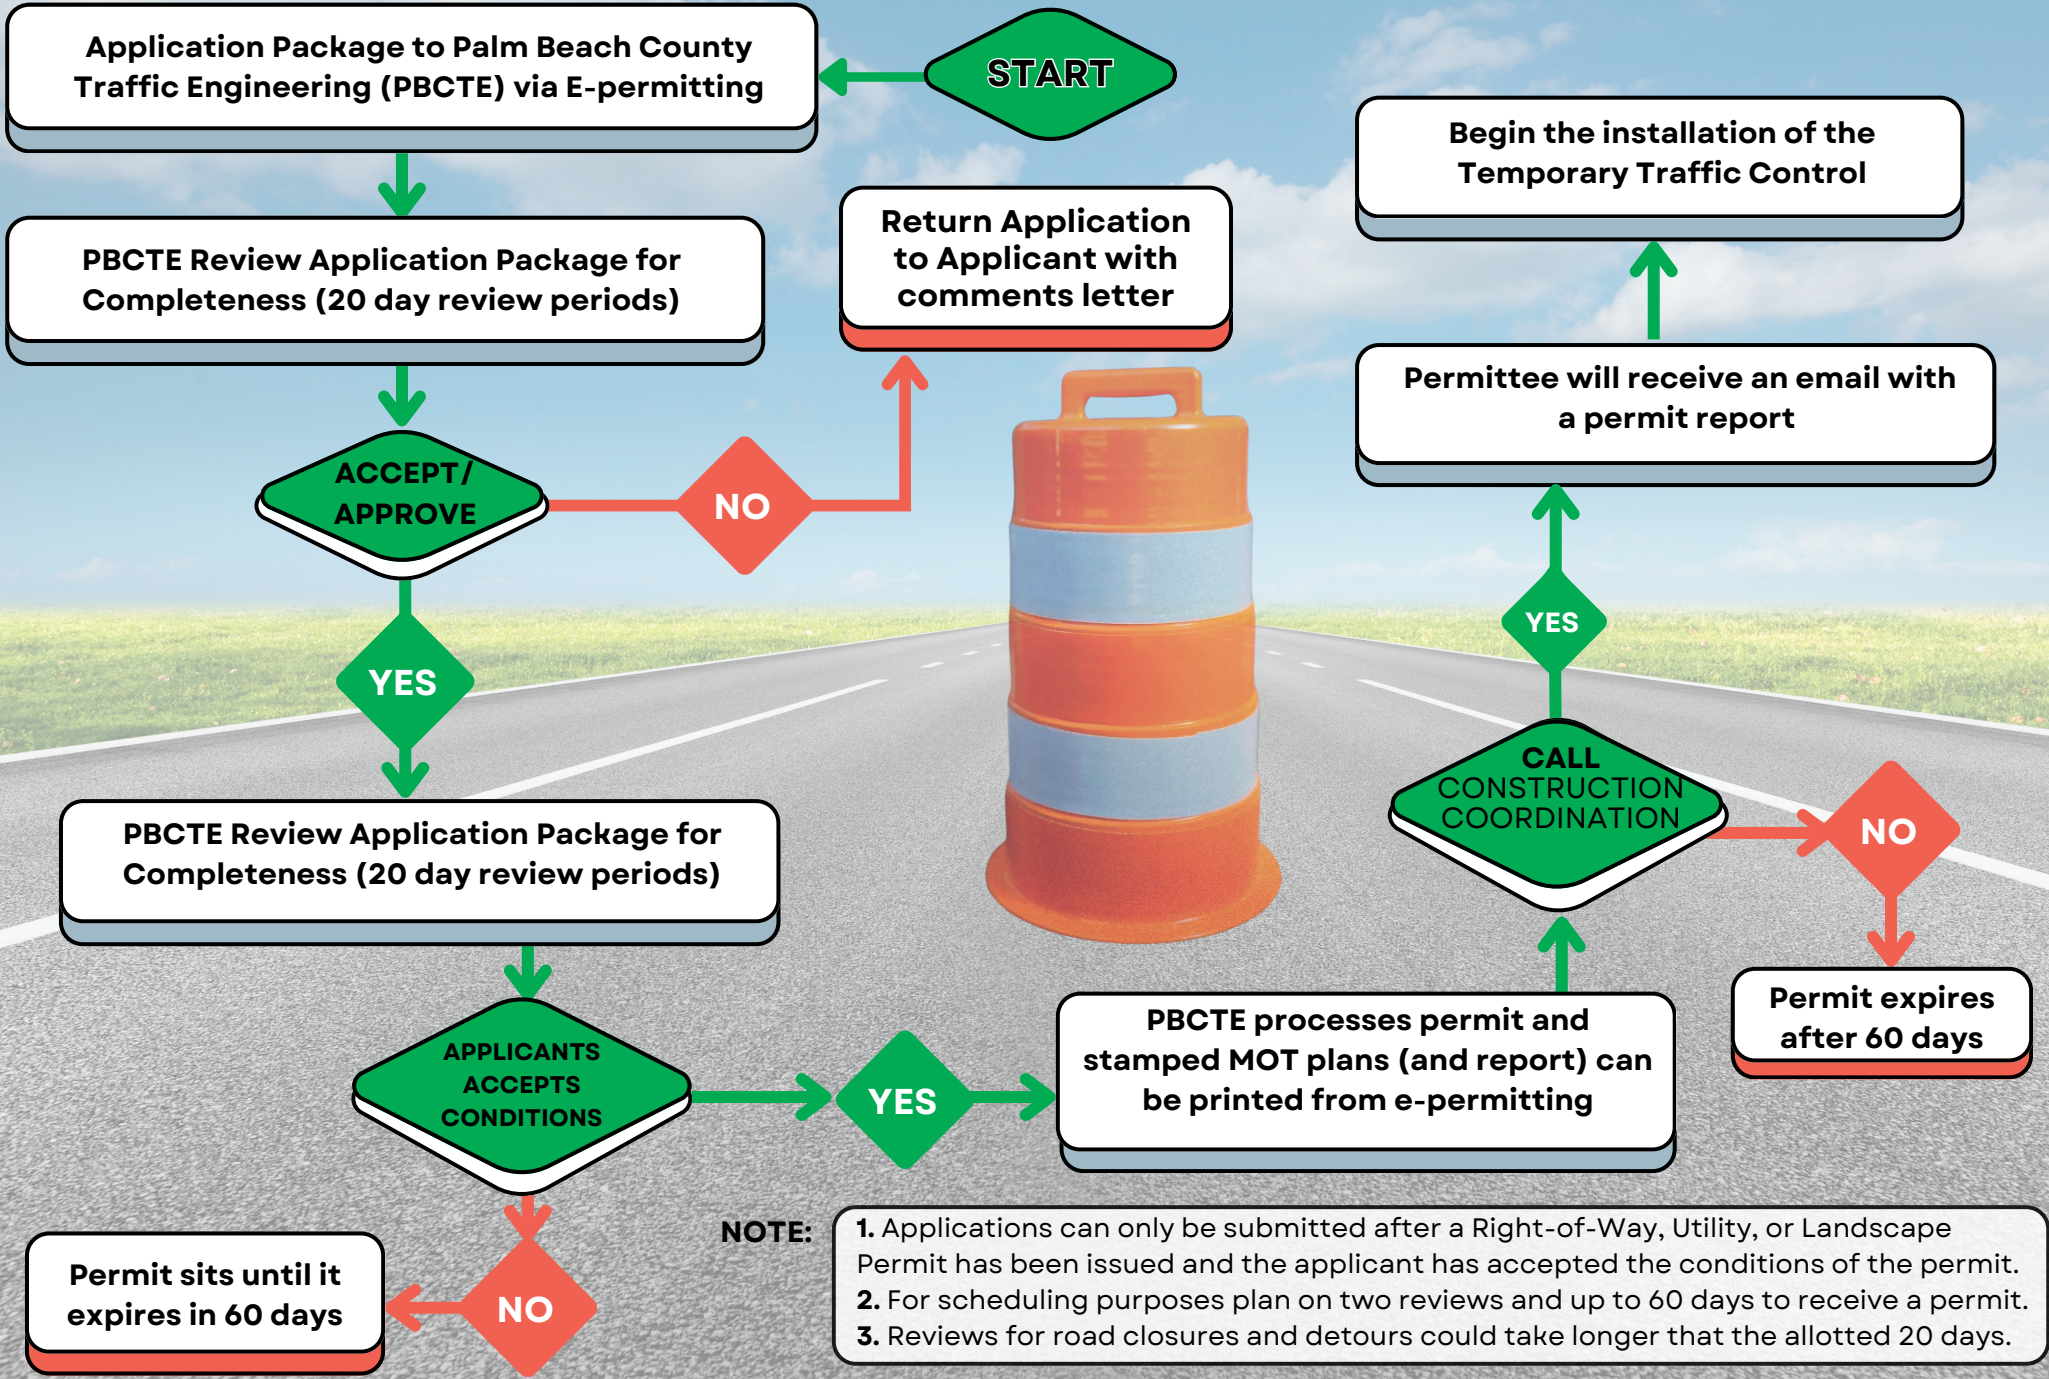 START
Application Package to Palm Beach County
Traffic Engineering (PBCTE) via E-permitting
PBCTE Review Application Package for
Completeness (20 day review periods)
ACCEPT/
APPROVE
NO
Return Application
to Applicant with
comments letter
YES
PBCTE Review Application Package for
Completeness (20 day review periods)
APPLICANTS
ACCEPTS
CONDITIONS
NO
Permit sits until it
expires in 60 days
YES
PBCTE processes permit and
stamped MOT plans (and report) can
be printed from e-permitting
CALL
CONSTRUCTION
COORDINATION
NO
Permit expires
after 60 days
YES
Permittee will receive an email with
a permit report
Begin the installation of the
Temporary Traffic Control
NOTE:
1. Applications can only be submitted after a Right-of-Way, Utility, or Landscape
Permit has been issued and the applicant has accepted the conditions of the permit.
2. For scheduling purposes plan on two reviews and up to 60 days to receive a permit.
3. Reviews for road closures and detours could take longer that the allotted 20 days.